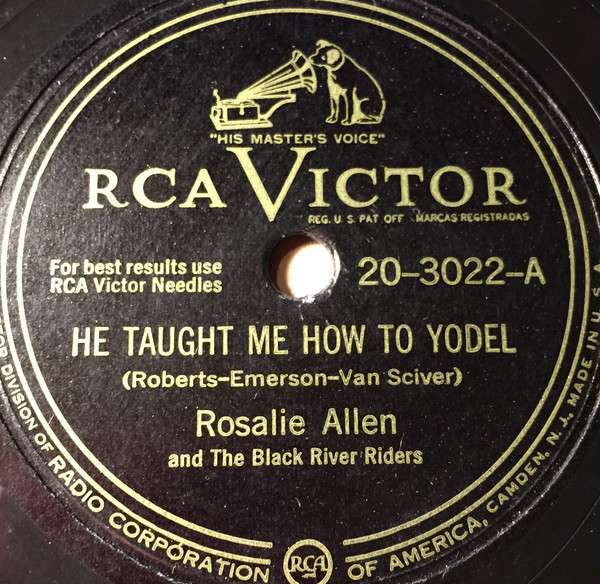 "HIS MASTER'S VOICE"
RCA VICTOR
REG. U. S. PAT. OFF. MARCAS REGISTRADAS
For best results use
RCA Victor Needles
20-3022-A
HE TAUGHT ME HOW TO YODEL
(Roberts-Emerson-Van Sciver)
Rosalie Allen
and The Black River Riders
DIVISION OF RADIO CORPORATION OF AMERICA, CAMDEN, N. J. MADE IN U. S. A.
RCA